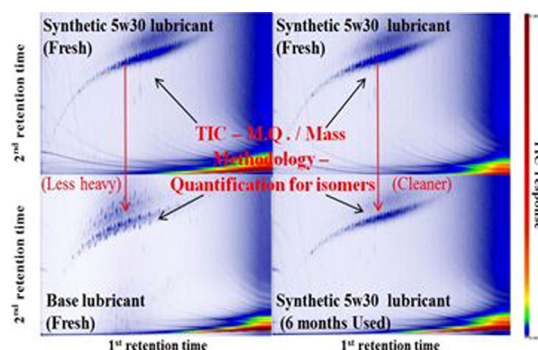 Synthetic 5w30 lubricant
(Fresh)
Synthetic 5w30 lubricant
(Fresh)
2nd retention time
TIC – M.Q. / Mass
Methodology –
Quantification for isomers
(Less heavy)
(Cleaner)
2nd retention time
Base lubricant
(Fresh)
Synthetic 5w30 lubricant
(6 months Used)
1st retention time
1st retention time
TIC response